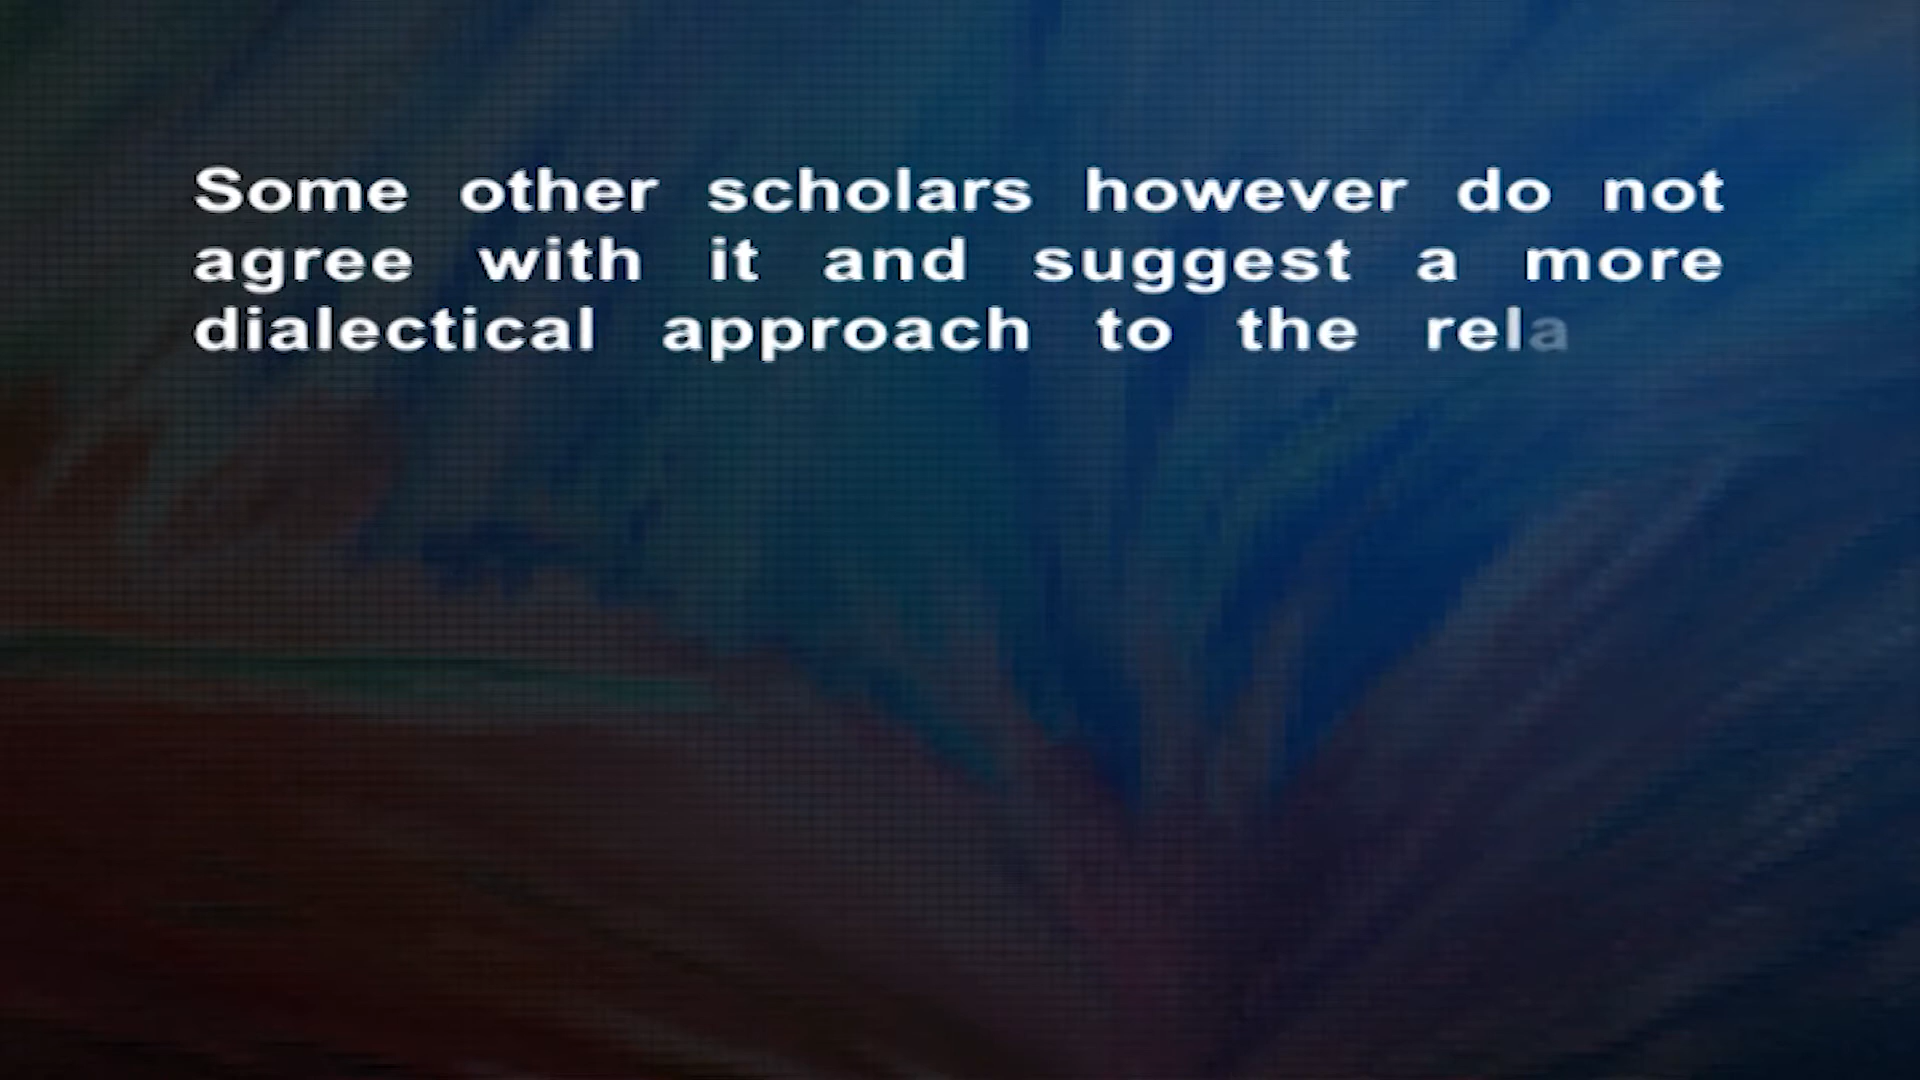 Some other scholars however do not
agree with it and suggest a more
dialectical approach to the rela